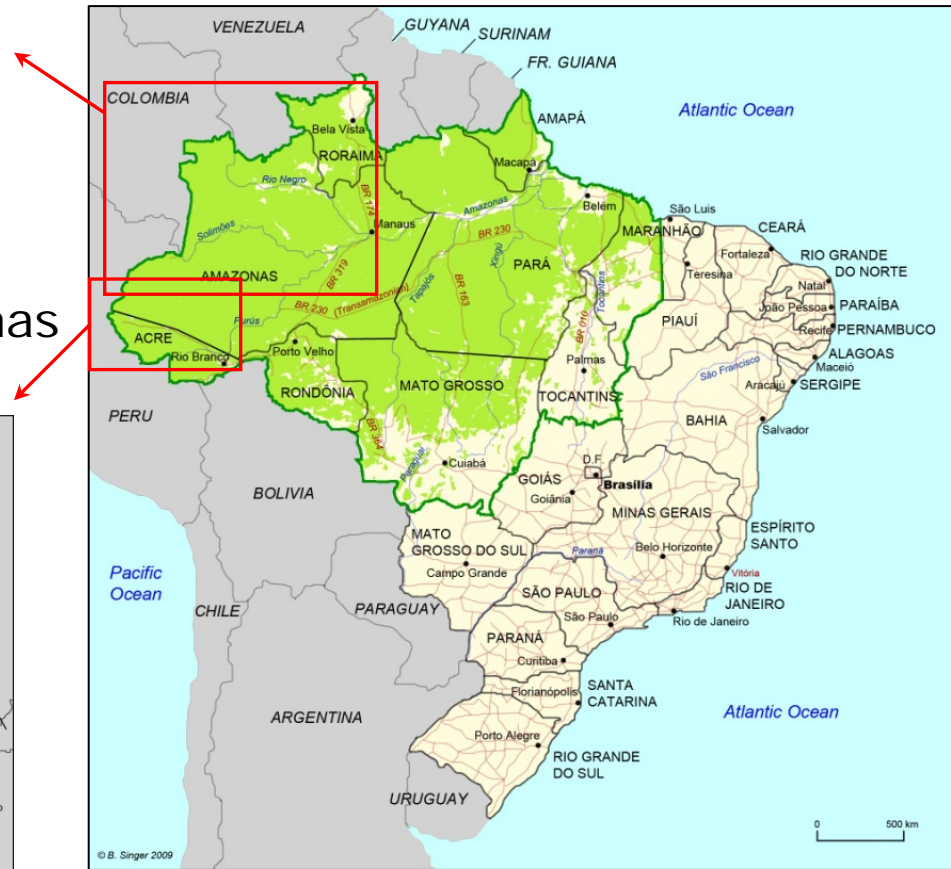 VENEZUELA
GUYANA
SURINAM
FR. GUIANA
COLOMBIA
AMAPÁ
Atlantic Ocean
Bela Vista
RORAIMA
Macapá
Rio Negro
BR 174
Amazonas
Belém
São Luis
Manaus
Solimões
BR 230
MARANHÃO
CEARÁ
Fortaleza
RIO GRANDE
DO NORTE
Teresina
Natal
AMAZONAS
BR 319
Tapajós
BR 163
Xingú
PARÁ
Tocantins
João Pessoa
PARAÍBA
nas
BR 230 (Transamazonian)
Purús
BR 010
PIAUÍ
Recife
PERNAMBUCO
ACRE
Rio Branco
Porto Velho
Palmas
São Francisco
ALAGOAS
Maceió
RONDÔNIA
MATO GROSSO
TOCANTINS
Aracajú
SERGIPE
PERU
BR 364
BAHIA
Salvador
Paraguai
Cuiabá
D.F.
GOIÁS
Brasília
BOLIVIA
Goiânia
MINAS GERAIS
MATO
GROSSO DO SUL
Paraná
Belo Horizonte
ESPÍRITO
SANTO
Pacific
Ocean
Campo Grande
Vitória
RIO DE
JANEIRO
CHILE
PARAGUAY
SÃO PAULO
São Paulo
Rio de Janeiro
PARANÁ
Curitiba
Florianópolis
SANTA
CATARINA
ARGENTINA
Atlantic Ocean
Porto Alegre
RIO GRANDE
DO SUL
URUGUAY
0 500 km
© B. Singer 2009